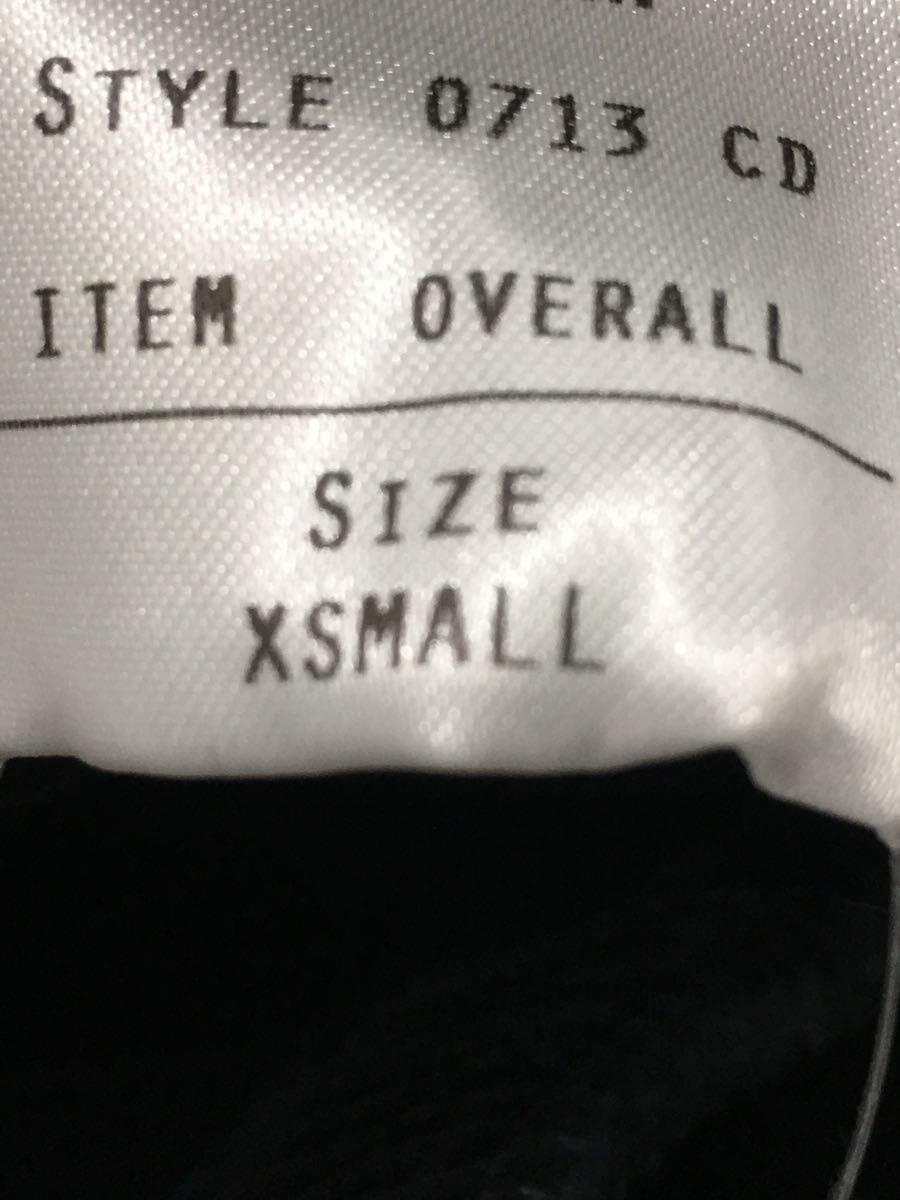 STYLE 0713 CD
ITEM OVERALL
SIZE
XSMALL